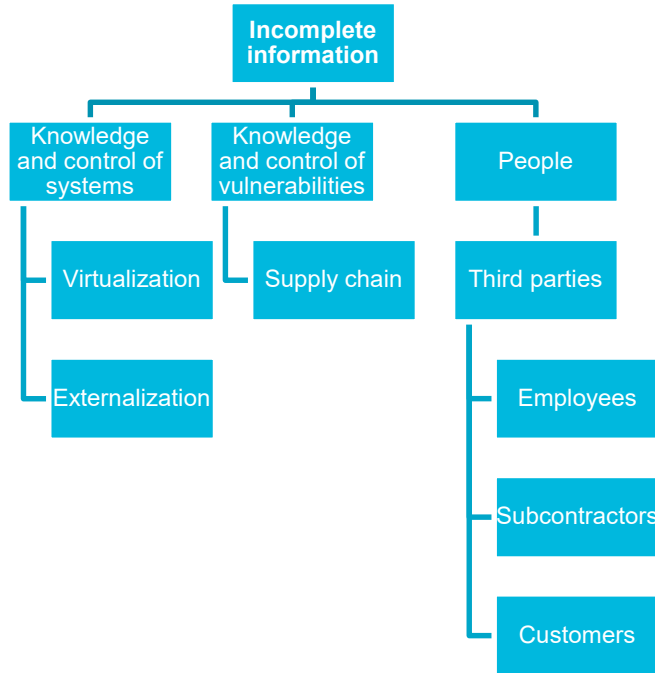 Incomplete
information
Knowledge
and control of
systems
Knowledge
and control of
vulnerabilities
People
Virtualization
Supply chain
Third parties
Externalization
Employees
Subcontractors
Customers